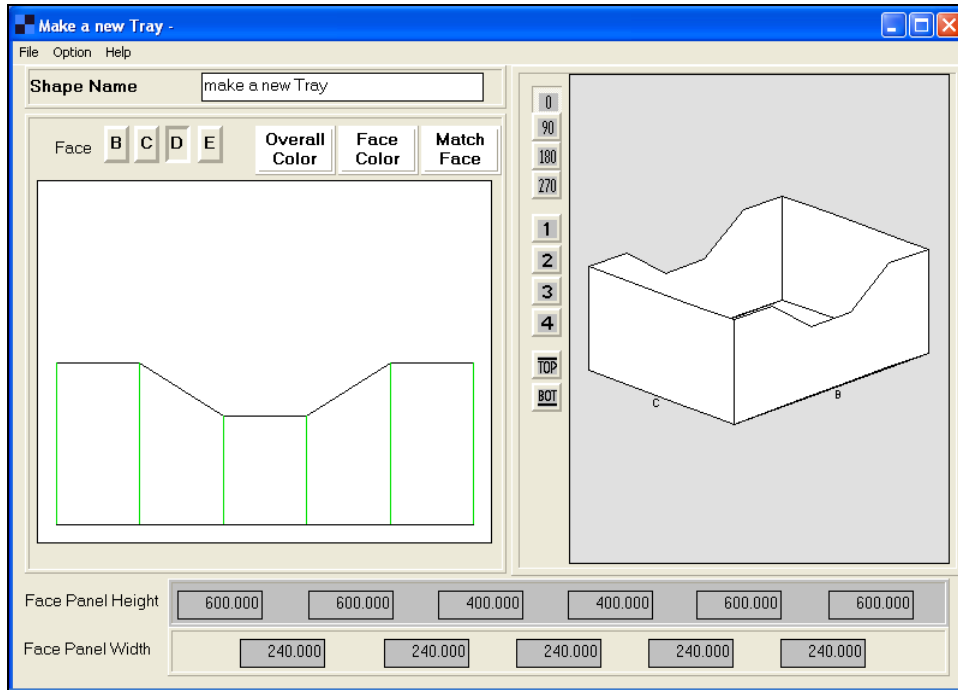 Make a new Tray -
File Option Help
Shape Name make a new Tray
Face B C D E
Overall Color
Face Color
Match Face
0
90
180
270
1
2
3
4
TOP
BOT
C
B
Face Panel Height 600.000 600.000 400.000 400.000 600.000 600.000
Face Panel Width 240.000 240.000 240.000 240.000 240.000